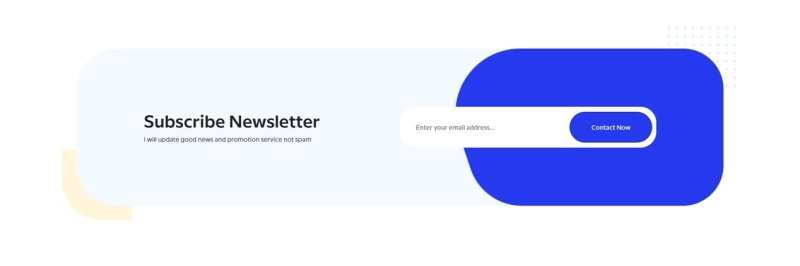 Subscribe Newsletter
I will update good news and promotion service not spam
Enter your email address...
Contact Now